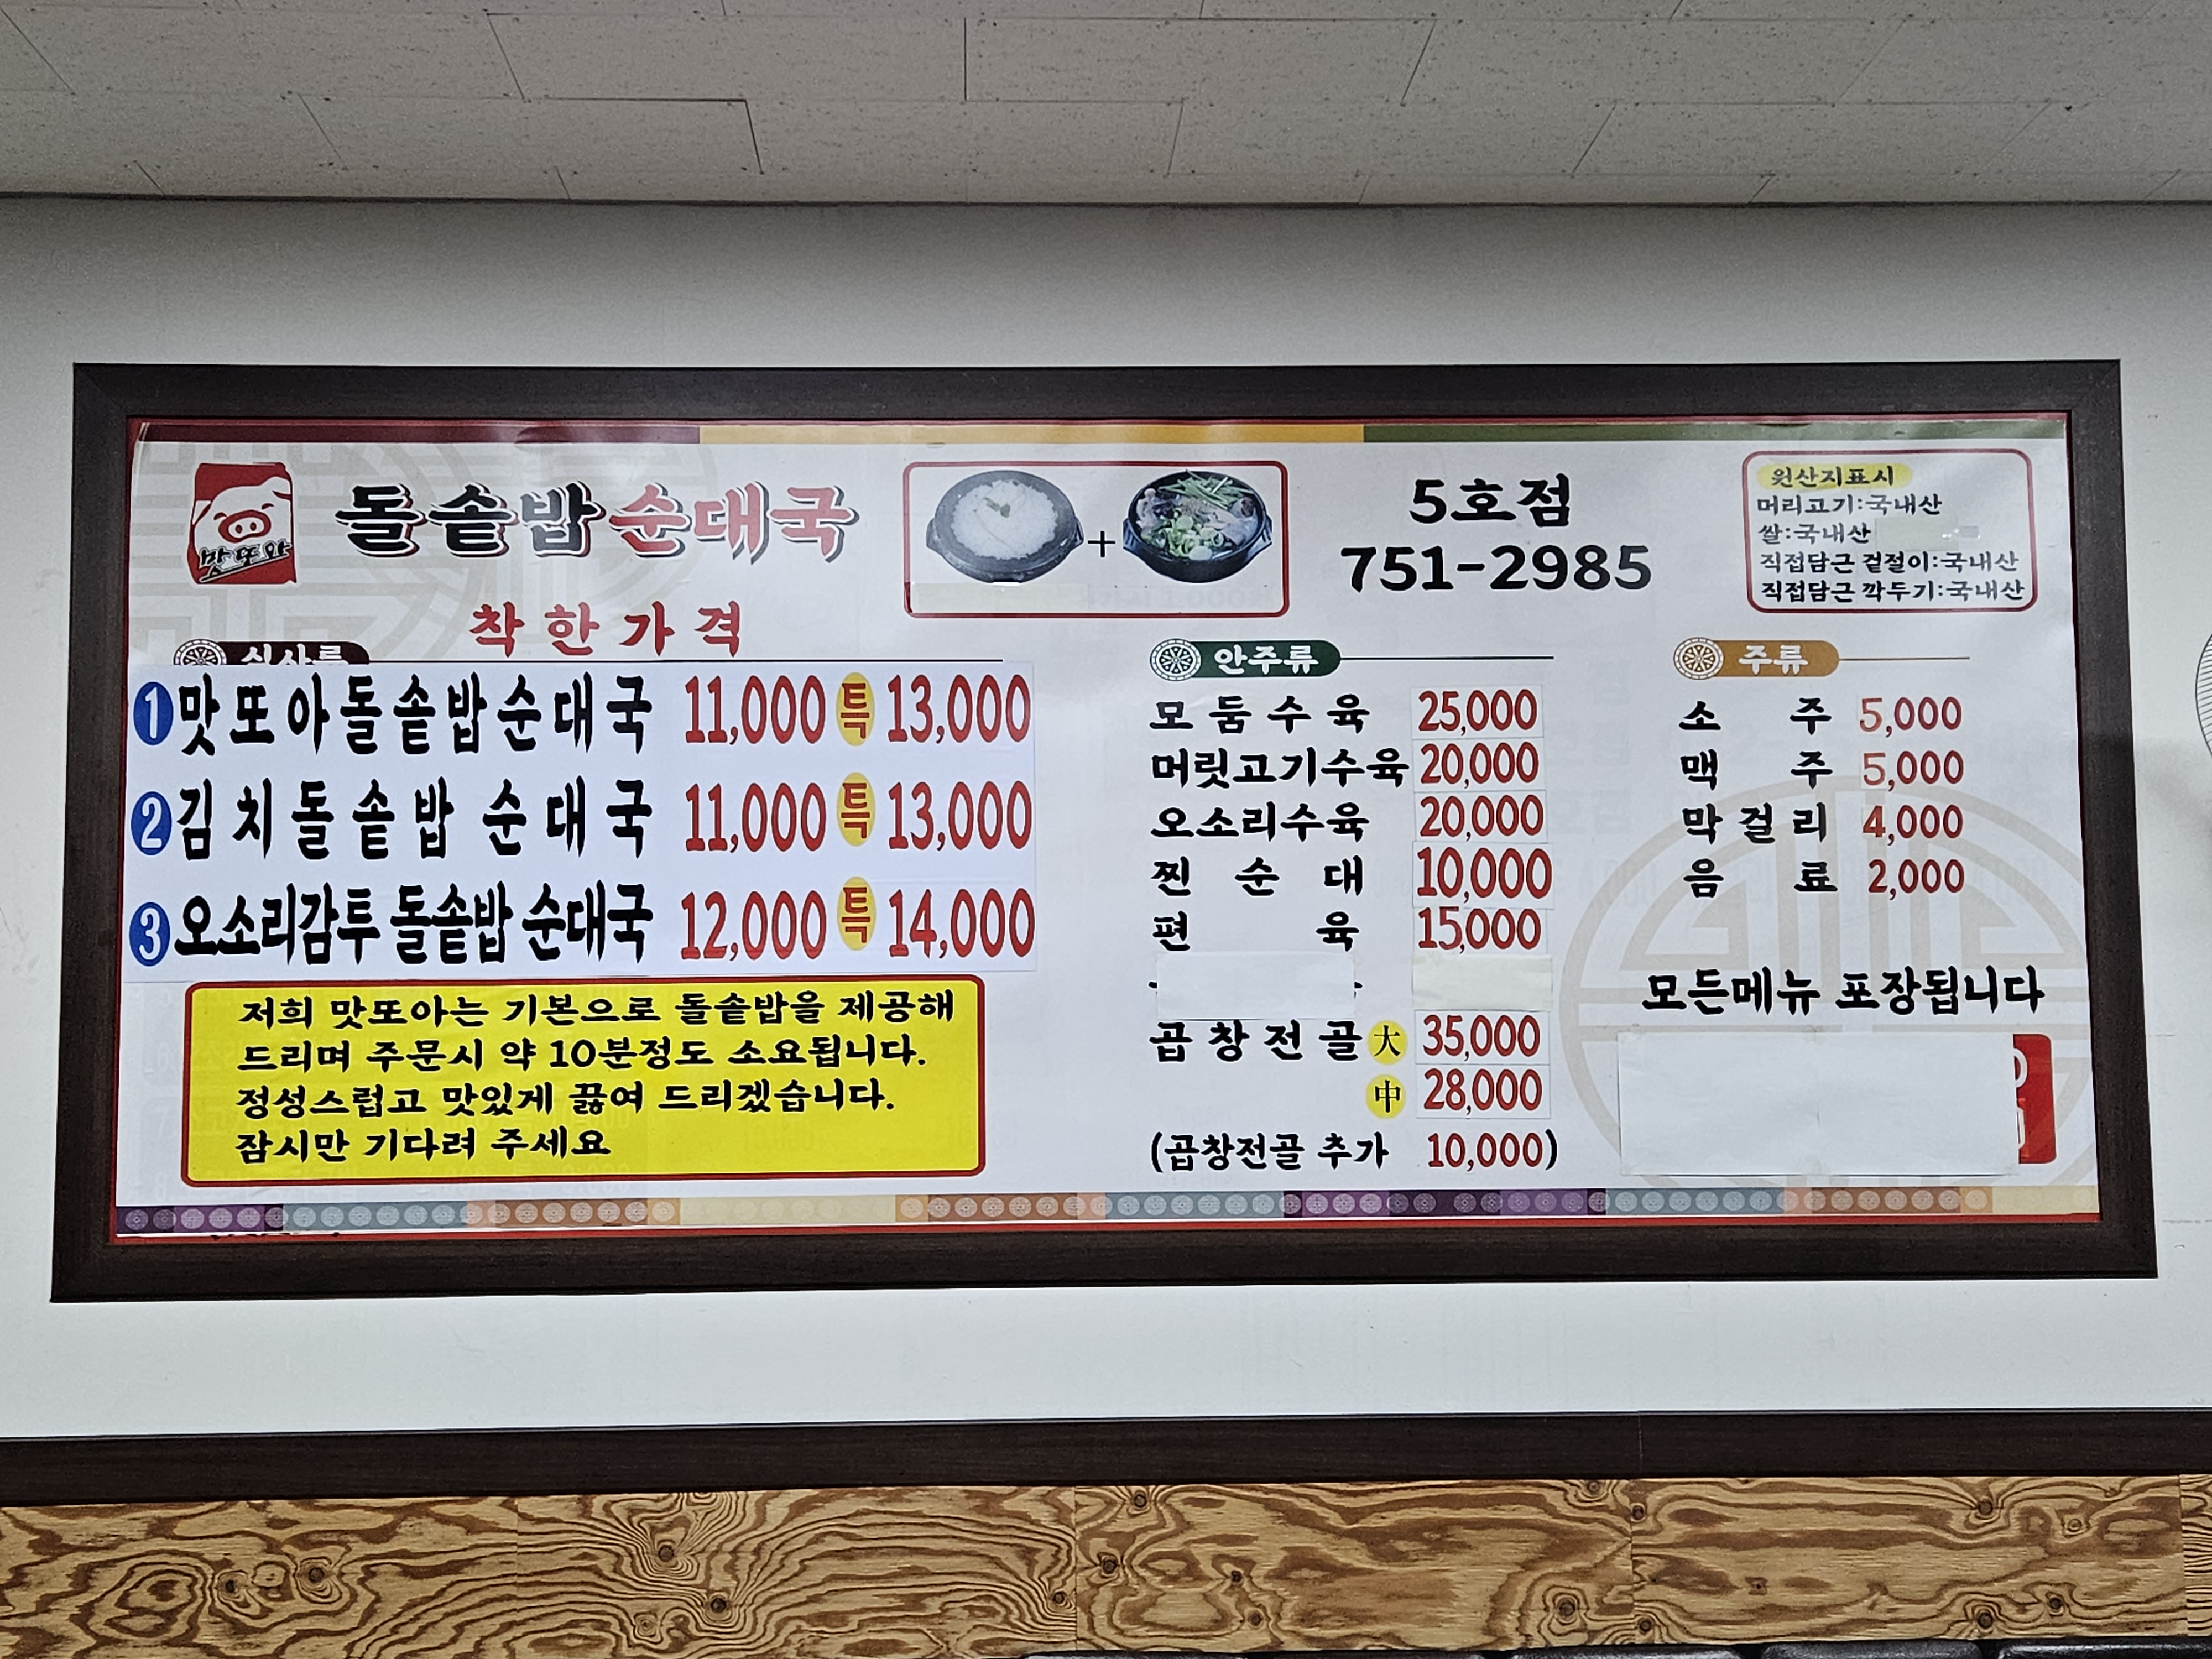 맛또와
돌솥밥 순대국
+
5호점
751-2985
원산지표시
머리고기:국내산
쌀:국내산
직접담근 겉절이:국내산
직접담근 깍두기:국내산
착한가격
식사류
1 맛또아돌솥밥순대국 11,000 특 13,000
2 김치돌솥밥 순대국 11,000 특 13,000
3 오소리감투 돌솥밥 순대국 12,000 특 14,000
저희 맛또아는 기본으로 돌솥밥을 제공해
드리며 주문시 약 10분정도 소요됩니다.
정성스럽고 맛있게 끓여 드리겠습니다.
잠시만 기다려 주세요
안주류
모둠수육 25,000
머릿고기수육 20,000
오소리수육 20,000
찐순대 10,000
편육 15,000
곱창전골 大 35,000
中 28,000
(곱창전골 추가 10,000)
주류
소주 5,000
맥주 5,000
막걸리 4,000
음료 2,000
모든메뉴 포장됩니다